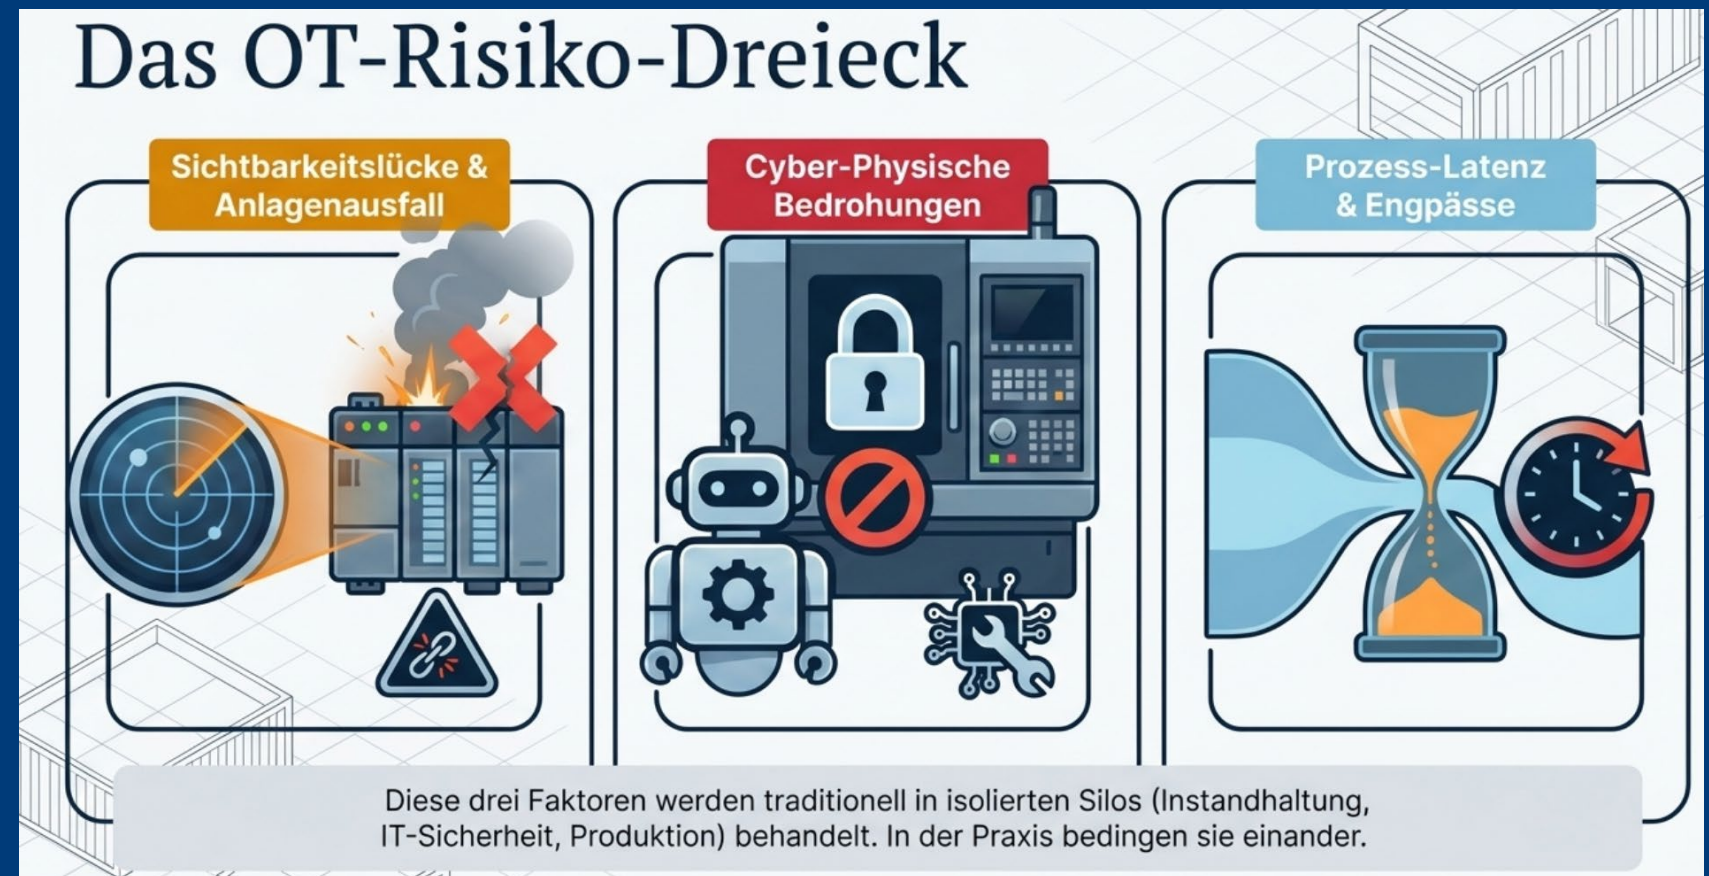 Das OT-Risiko-Dreieck
Sichtbarkeitslücke &
Anlagenausfall
Cyber-Physische
Bedrohungen
Prozess-Latenz
& Engpässe
Diese drei Faktoren werden traditionell in isolierten Silos (Instandhaltung,
IT-Sicherheit, Produktion) behandelt. In der Praxis bedingen sie einander.